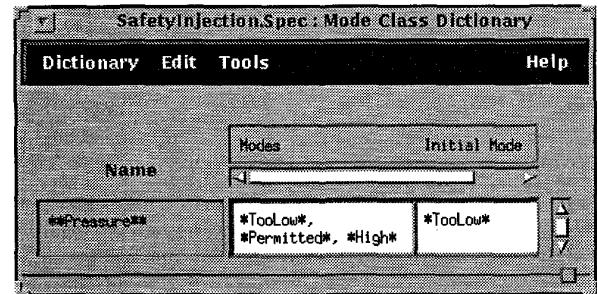 SafetyInjection.Spec : Mode Class Dictionary
Dictionary Edit Tools Help
Modes Initial Mode
Name
**Pressure** *TooLow*, *TooLow*
*Permitted*, *High*